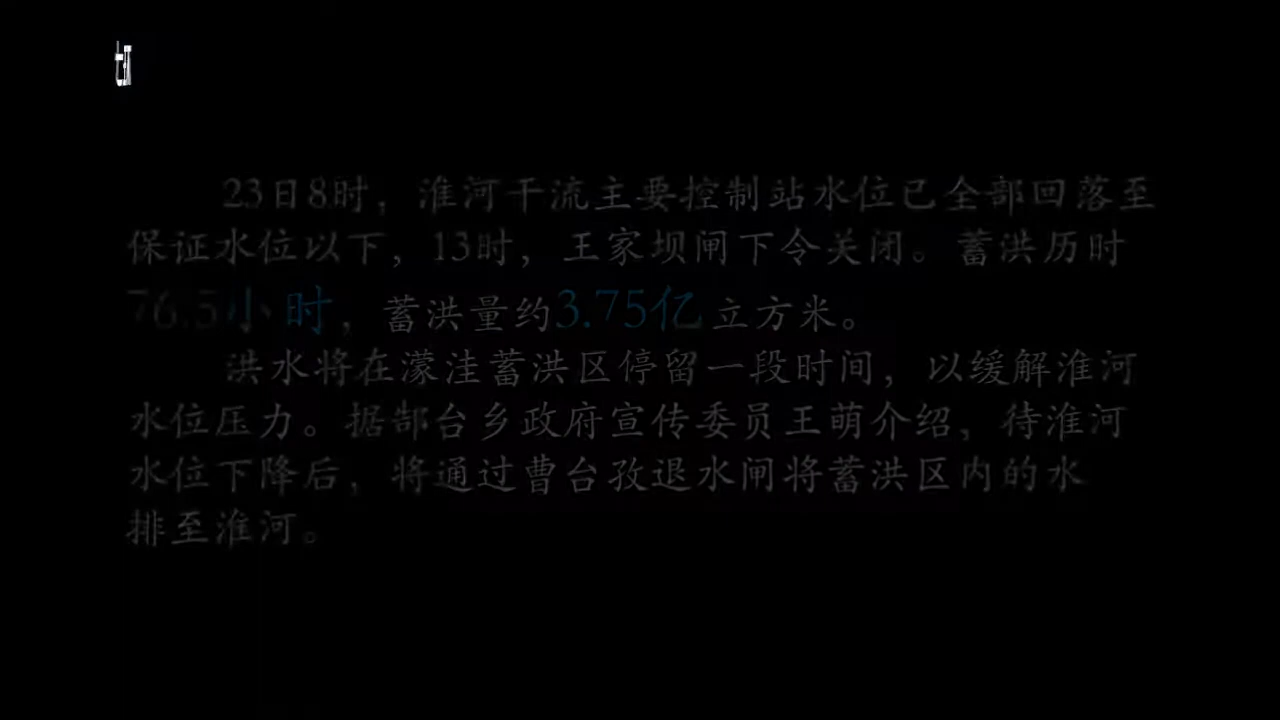 23日8时，淮河干流主要控制站水位已全部回落至
保证水位以下，13时，王家坝闸下令关闭。蓄洪历时
76.5小时，蓄洪量约3.75亿立方米。
洪水将在濛洼蓄洪区停留一段时间，以缓解淮河
水位压力。据郜台乡政府宣传委员王萌介绍，待淮河
水位下降后，将通过曹台孜退水闸将蓄洪区内的水
排至淮河。